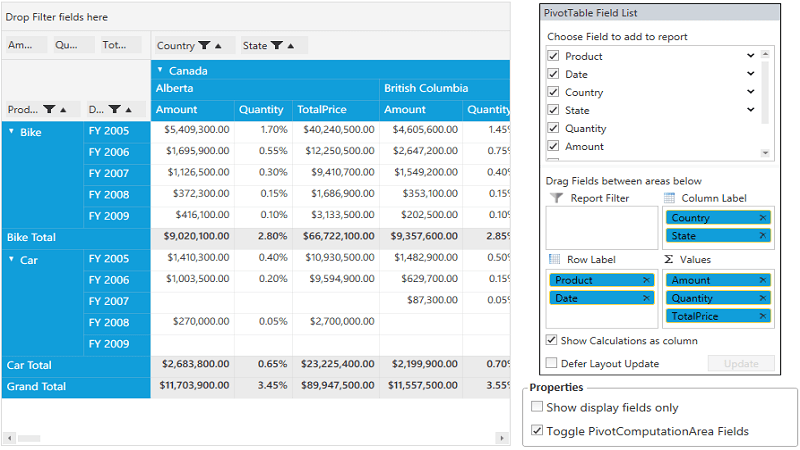 Drop Filter fields here
Am... Qu... Tot... Country State
Canada
Alberta British Columbia
Prod... D... Amount Quantity TotalPrice Amount Quantity
Bike FY 2005 $5,409,300.00 1.70% $40,240,500.00 $4,605,600.00 1.45%
FY 2006 $1,695,900.00 0.55% $12,250,500.00 $2,647,200.00 0.75%
FY 2007 $1,126,500.00 0.30% $9,410,700.00 $1,549,200.00 0.40%
FY 2008 $372,300.00 0.15% $1,686,900.00 $353,100.00 0.15%
FY 2009 $416,100.00 0.10% $3,133,500.00 $202,500.00 0.10%
Bike Total $9,020,100.00 2.80% $66,722,100.00 $9,357,600.00 2.85%
Car FY 2005 $1,410,300.00 0.40% $10,930,500.00 $1,482,900.00 0.50%
FY 2006 $1,003,500.00 0.20% $9,594,900.00 $629,700.00 0.15%
FY 2007 $87,300.00 0.05%
FY 2008 $270,000.00 0.05% $2,700,000.00
FY 2009
Car Total $2,683,800.00 0.65% $23,225,400.00 $2,199,900.00 0.70%
Grand Total $11,703,900.00 3.45% $89,947,500.00 $11,557,500.00 3.55%
PivotTable Field List
Choose Field to add to report
Product
Date
Country
State
Quantity
Amount
Drag Fields between areas below
Report Filter Column Label
Country
State
Row Label Σ Values
Product Amount
Date Quantity
TotalPrice
Show Calculations as column
Defer Layout Update Update
Properties
Show display fields only
Toggle PivotComputationArea Fields